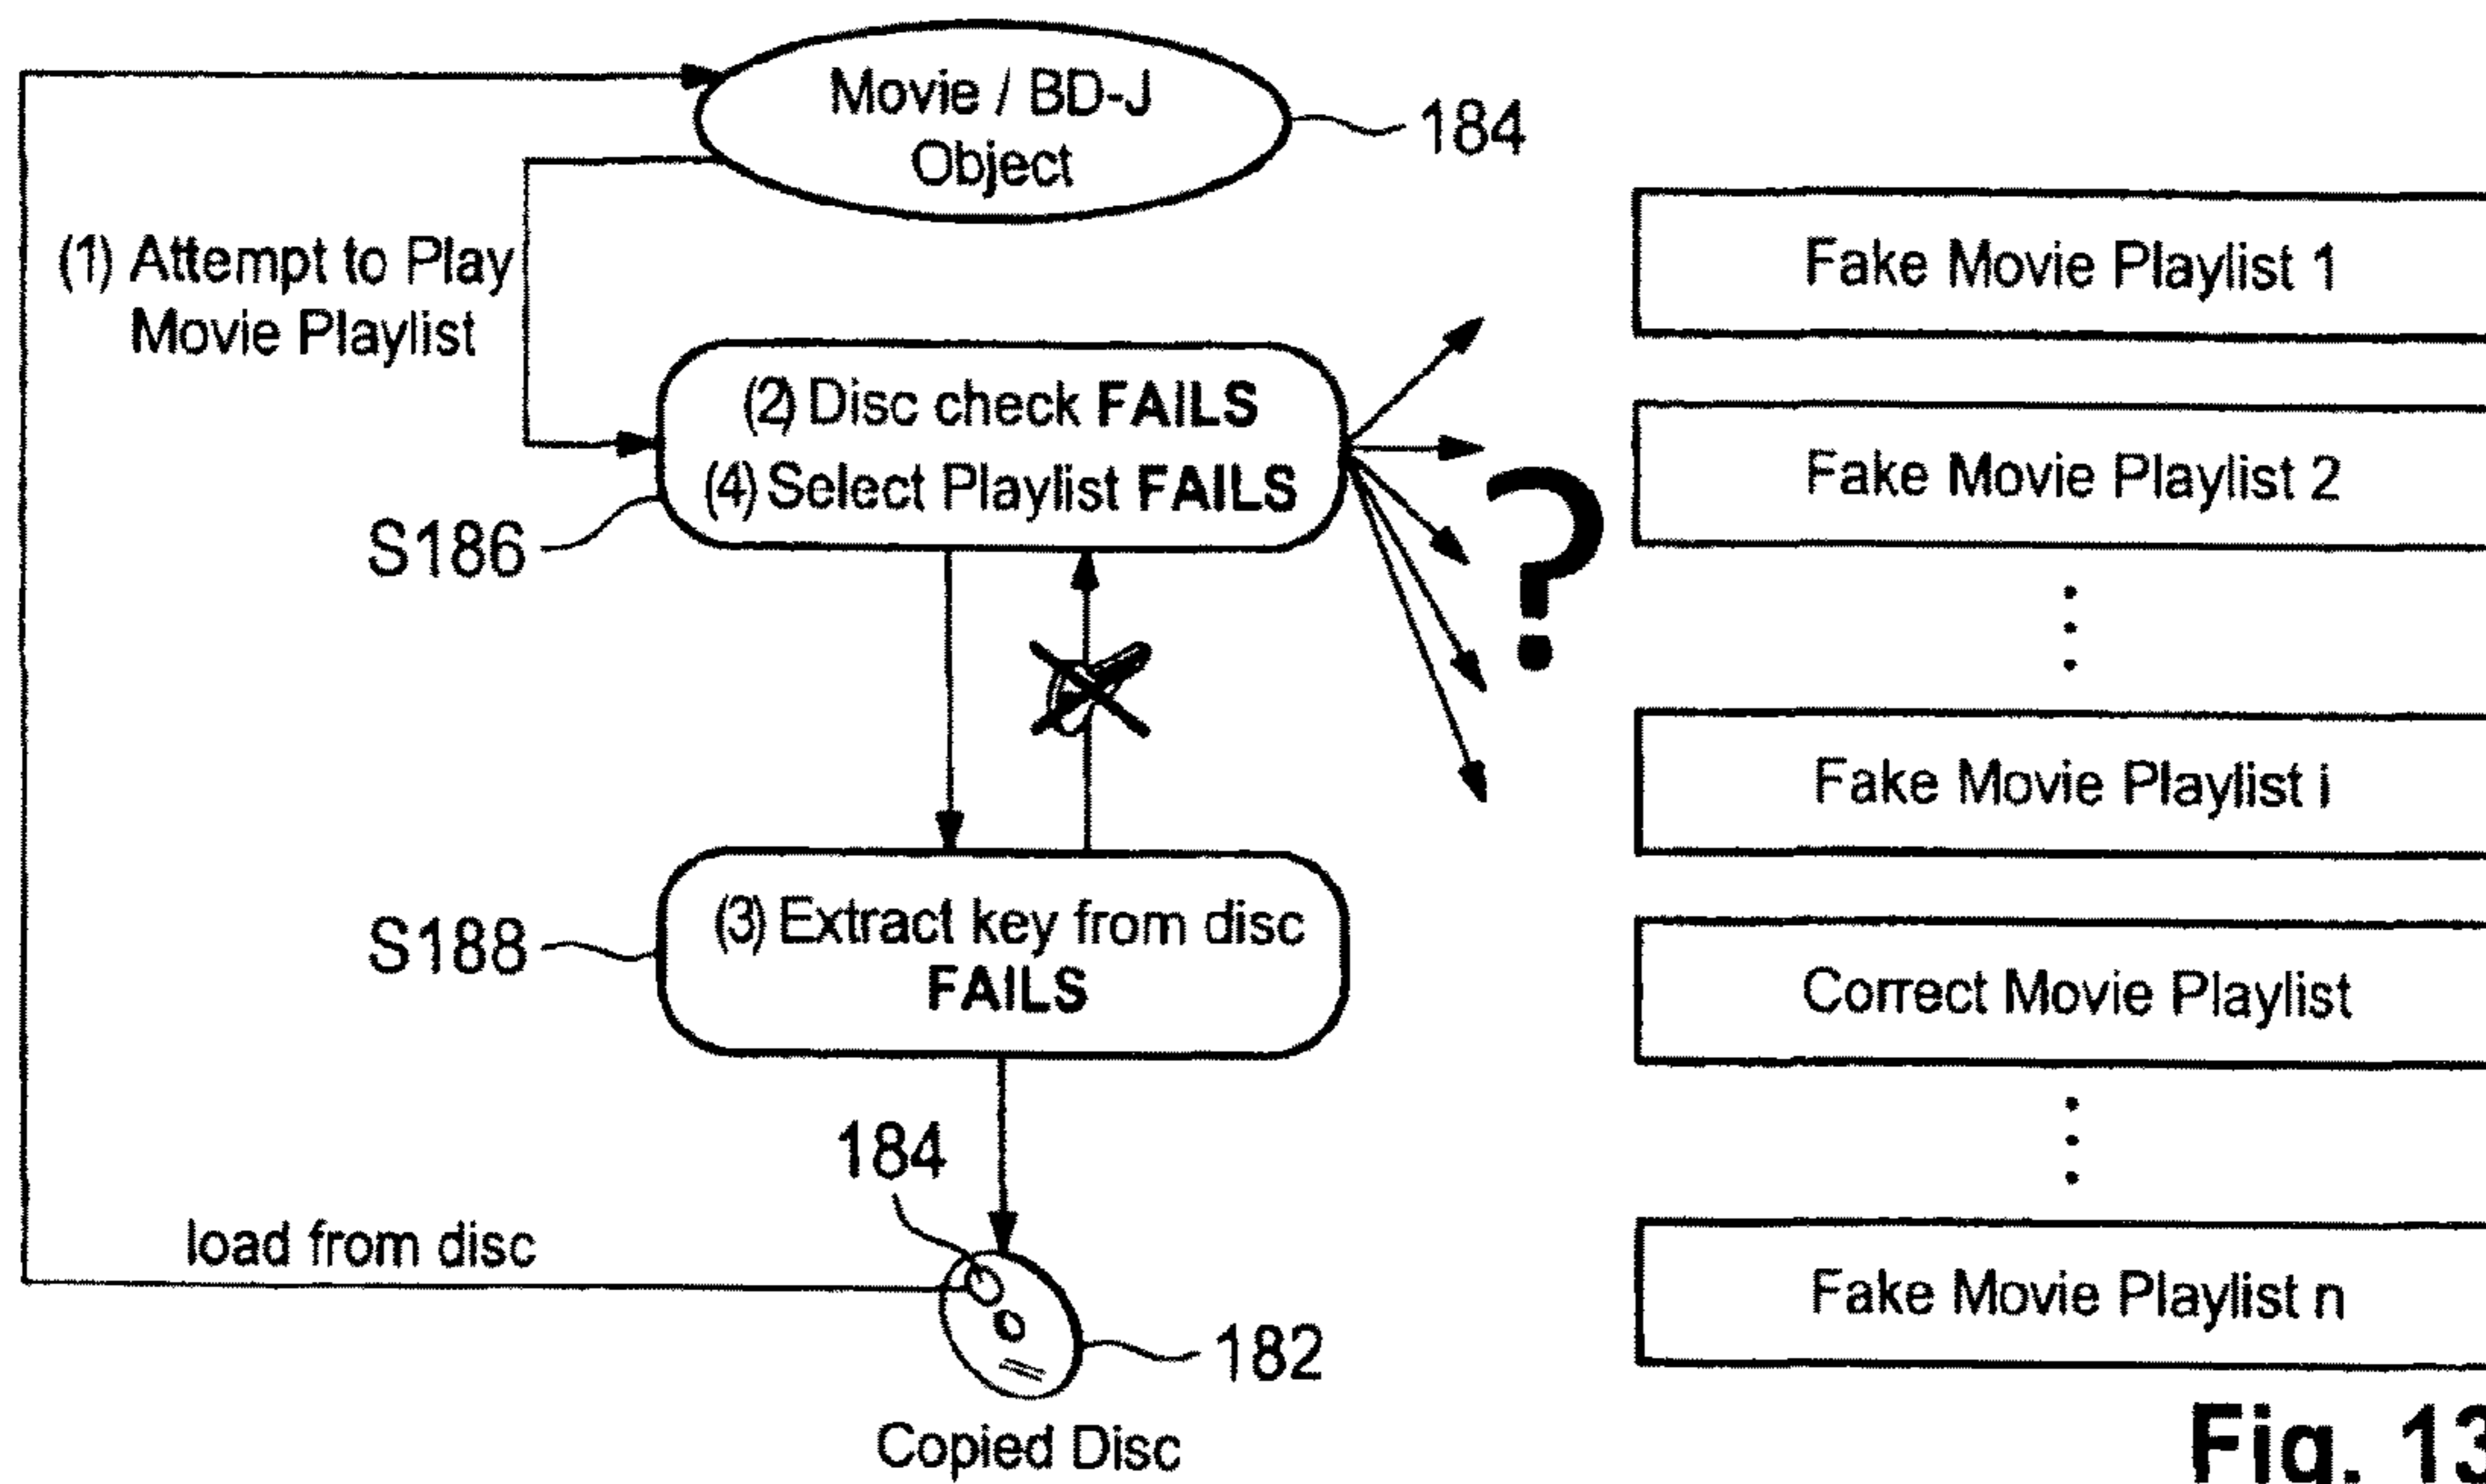 Movie / BD-J
Object
184
(1) Attempt to Play
Movie Playlist
(2) Disc check FAILS
(4) Select Playlist FAILS
S186
?
(3) Extract key from disc
FAILS
S188
184
load from disc
182
Copied Disc
Fake Movie Playlist 1
Fake Movie Playlist 2
Fake Movie Playlist i
Correct Movie Playlist
Fake Movie Playlist n
Fig. 13